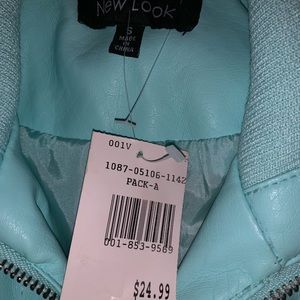 NEW LOOK
S
MADE IN
CHINA
001V
1087-05106-1142
PACK-A
001-853-9569
$24.99